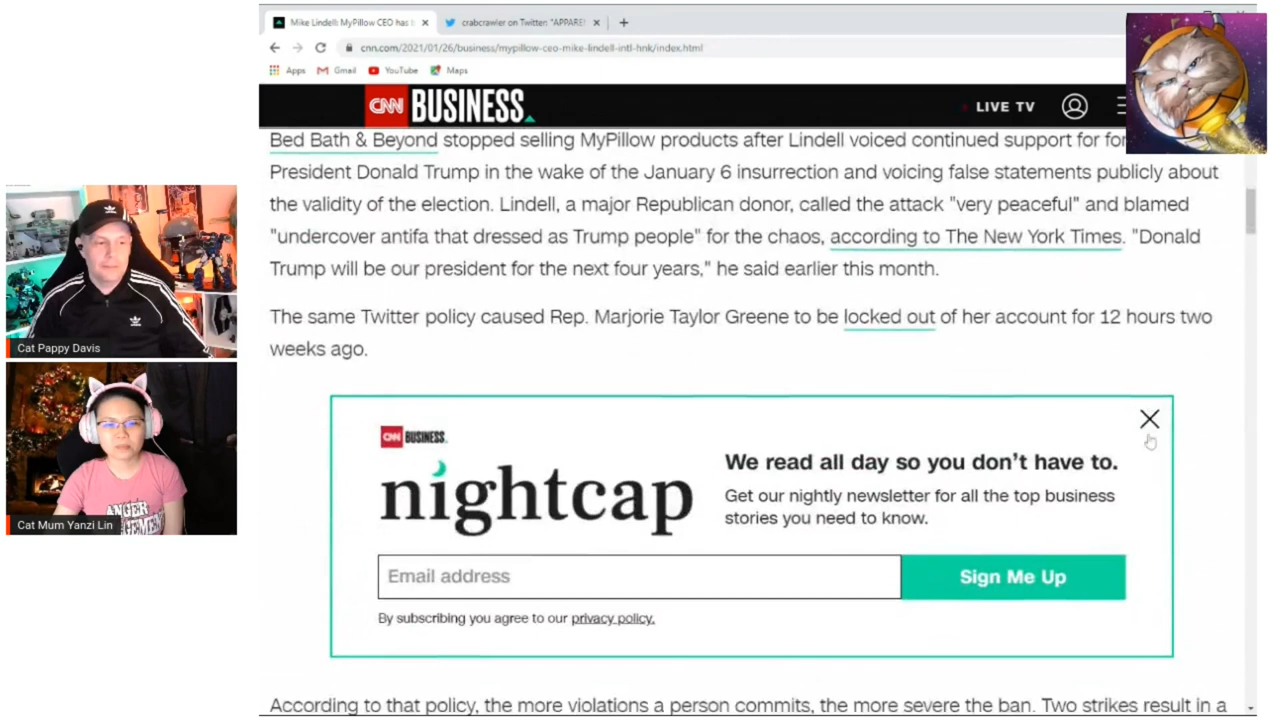 Mike Lindell: MyPillow CEO has
crabcrawler on Twitter: "APPARE
cnn.com/2021/01/26/business/mypillow-ceo-mike-lindell-intl-hnk/index.html
Apps Gmail YouTube Maps
CNN BUSINESS
LIVE TV
Bed Bath & Beyond stopped selling MyPillow products after Lindell voiced continued support for for
President Donald Trump in the wake of the January 6 insurrection and voicing false statements publicly about
the validity of the election. Lindell, a major Republican donor, called the attack "very peaceful" and blamed
"undercover antifa that dressed as Trump people" for the chaos, according to The New York Times. "Donald
Trump will be our president for the next four years," he said earlier this month.
The same Twitter policy caused Rep. Marjorie Taylor Greene to be locked out of her account for 12 hours two
weeks ago.
CNN BUSINESS
nightcap
We read all day so you don't have to.
Get our nightly newsletter for all the top business
stories you need to know.
Email address
Sign Me Up
By subscribing you agree to our privacy policy.
According to that policy, the more violations a person commits, the more severe the ban. Two strikes result in a
Cat Pappy Davis
ANGER
Cat Mum Yanzi Lin